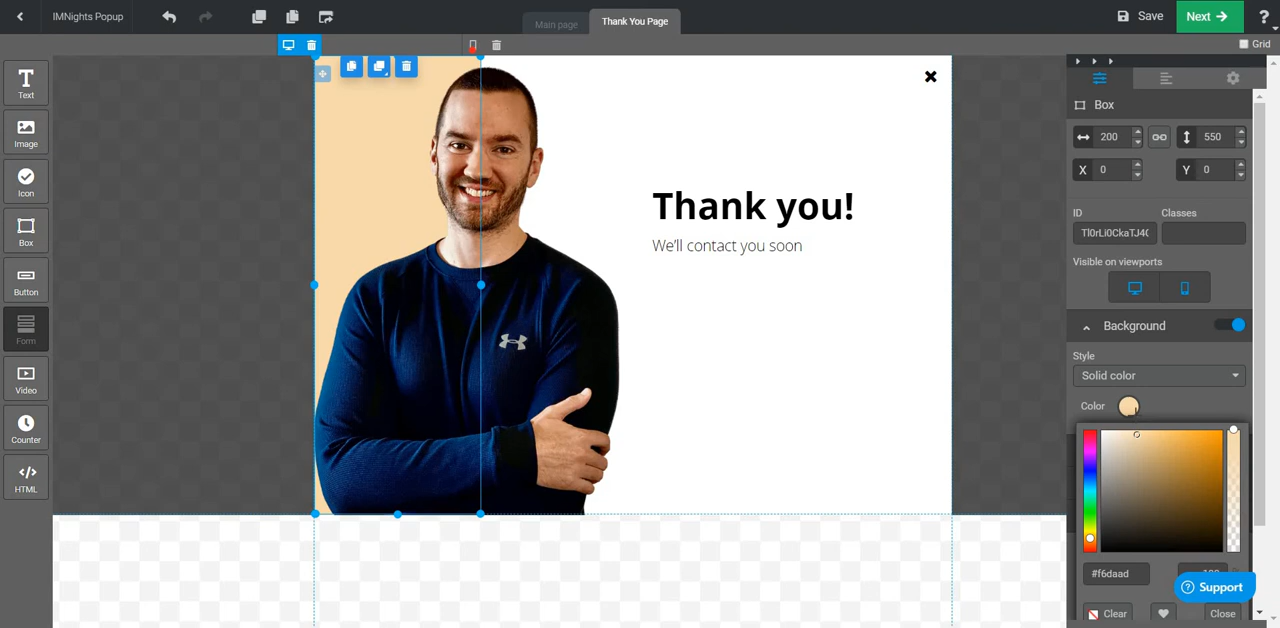 IMNights Popup
Main page
Thank You Page
Save
Next
?
Grid
Text
Image
Icon
Box
Button
Form
Video
Counter
HTML
Thank you!
We'll contact you soon
Box
200
550
X 0
Y 0
ID
Classes
Tl0rLi0CkaTJ4(
Visible on viewports
Background
Style
Solid color
Color
#f6daad
100
Support
Clear
Close